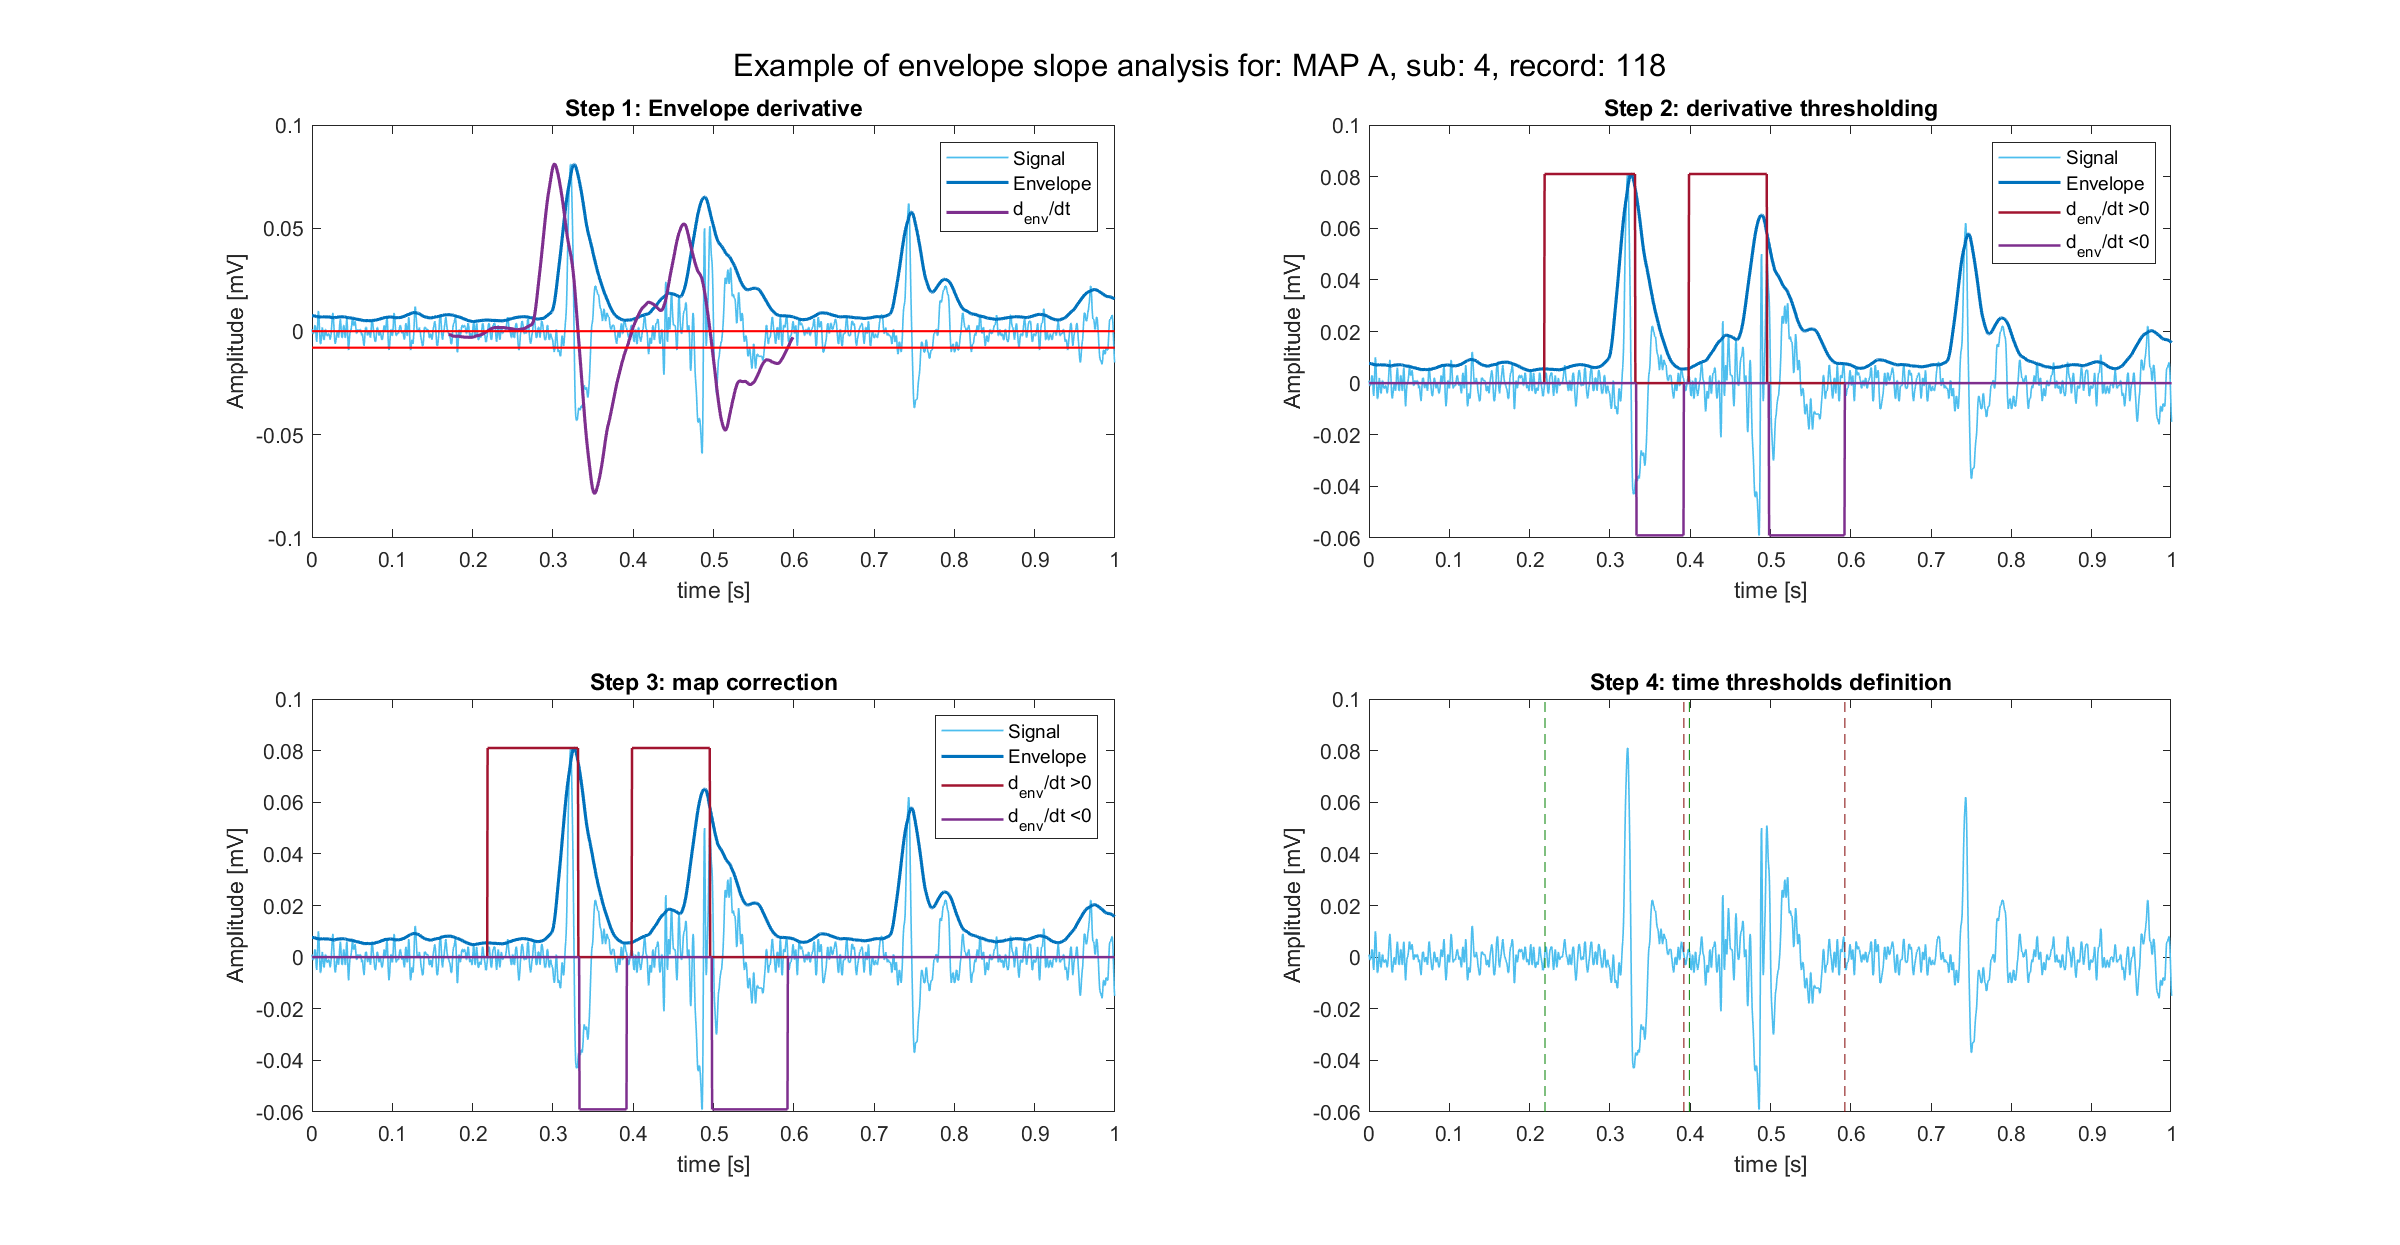 Example of envelope slope analysis for: MAP A, sub: 4, record: 118
Step 1: Envelope derivative
Amplitude [mV]
0.1
0.05
0
-0.05
-0.1
0 0.1 0.2 0.3 0.4 0.5 0.6 0.7 0.8 0.9 1
time [s]
Signal
Envelope
d_env/dt
Step 2: derivative thresholding
Amplitude [mV]
0.1
0.08
0.06
0.04
0.02
0
-0.02
-0.04
-0.06
0 0.1 0.2 0.3 0.4 0.5 0.6 0.7 0.8 0.9 1
time [s]
Signal
Envelope
d_env/dt >0
d_env/dt <0
Step 3: map correction
Amplitude [mV]
0.1
0.08
0.06
0.04
0.02
0
-0.02
-0.04
-0.06
0 0.1 0.2 0.3 0.4 0.5 0.6 0.7 0.8 0.9 1
time [s]
Signal
Envelope
d_env/dt >0
d_env/dt <0
Step 4: time thresholds definition
Amplitude [mV]
0.1
0.08
0.06
0.04
0.02
0
-0.02
-0.04
-0.06
0 0.1 0.2 0.3 0.4 0.5 0.6 0.7 0.8 0.9 1
time [s]